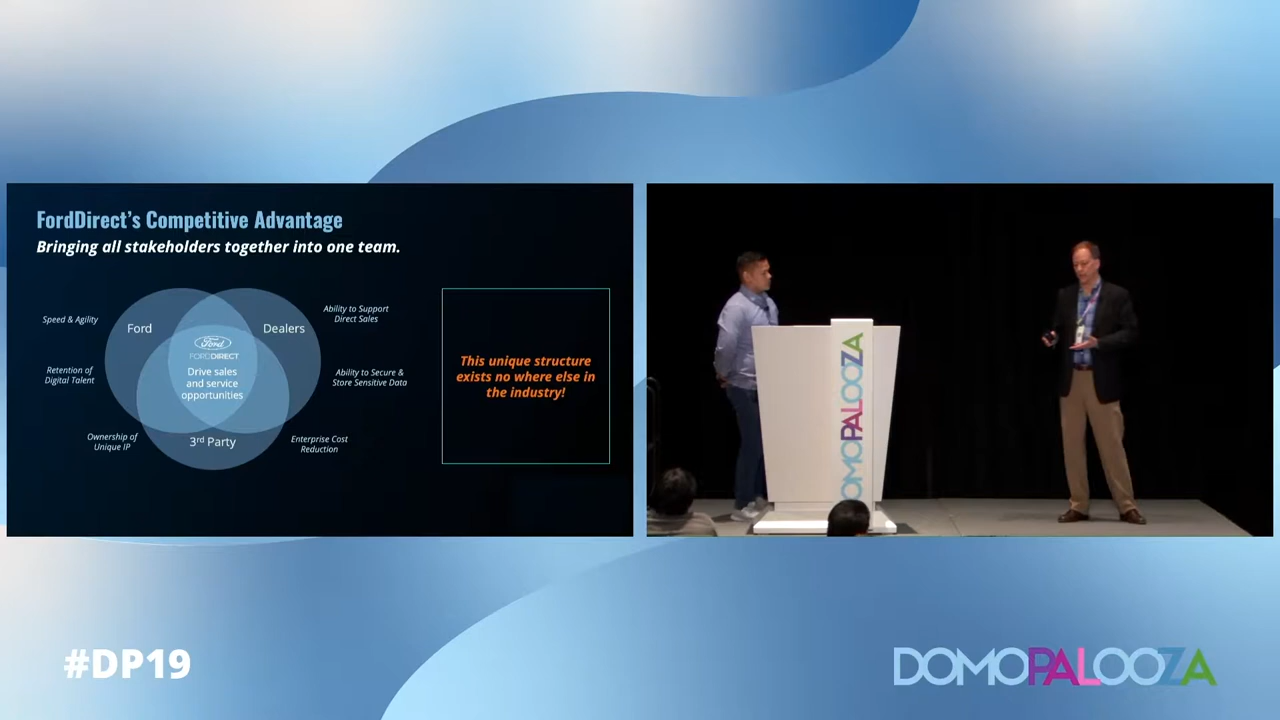 FordDirect's Competitive Advantage
Bringing all stakeholders together into one team.
Speed & Agility
Retention of
Digital Talent
Ownership of
Unique IP
Ford
Dealers
Ford
FORDDIRECT
Drive sales
and service
opportunities
3rd Party
Ability to Support
Direct Sales
Ability to Secure &
Store Sensitive Data
Enterprise Cost
Reduction
This unique structure
exists no where else in
the industry!
DOMOPALOOZA
#DP19
DOMOPALOOZA